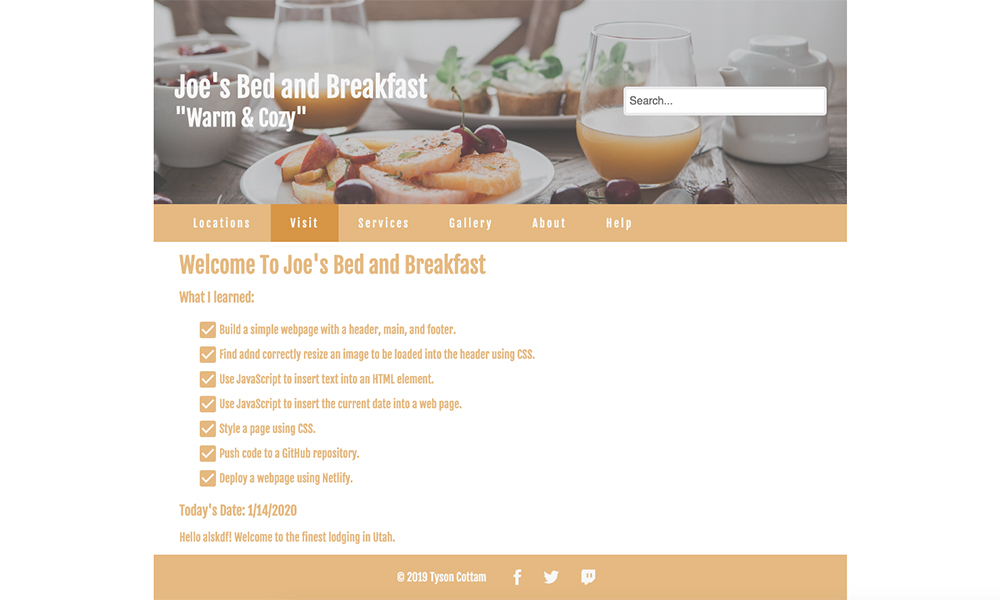 Joe's Bed and Breakfast
"Warm & Cozy"
Search...
Locations Visit Services Gallery About Help
Welcome To Joe's Bed and Breakfast
What I learned:
Build a simple webpage with a header, main, and footer.
Find adnd correctly resize an image to be loaded into the header using CSS.
Use JavaScript to insert text into an HTML element.
Use JavaScript to insert the current date into a web page.
Style a page using CSS.
Push code to a GitHub repository.
Deploy a webpage using Netlify.
Today's Date: 1/14/2020
Hello alskdf! Welcome to the finest lodging in Utah.
© 2019 Tyson Cottam